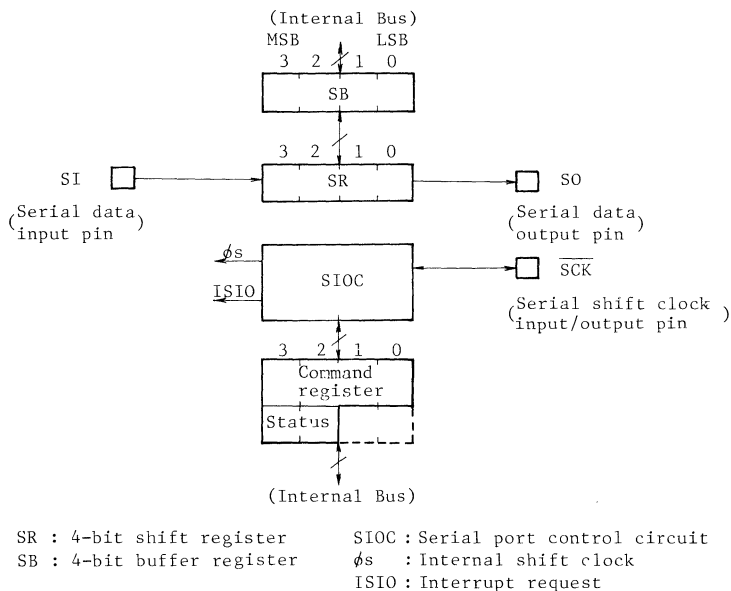 (Internal Bus)
MSB LSB
3 2 1 0
SB
3 2 1 0
SI SR SO
(Serial data input pin)
(Serial data output pin)
φs
SIOC
SCK
ISIO
(Serial shift clock input/output pin)
3 2 1 0
Command
register
Status
(Internal Bus)
SR : 4-bit shift register
SB : 4-bit buffer register
SIOC : Serial port control circuit
φs : Internal shift clock
ISIO : Interrupt request